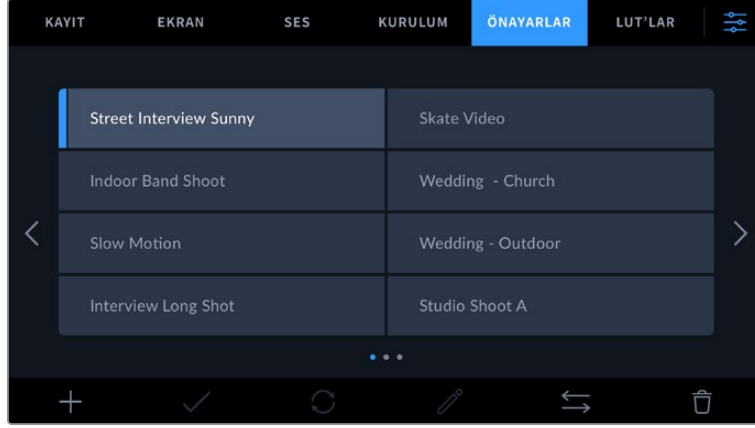 KAYIT EKRAN SES KURULUM ÖNAYARLAR LUT'LAR
Street Interview Sunny Skate Video
Indoor Band Shoot Wedding - Church
Slow Motion Wedding - Outdoor
Interview Long Shot Studio Shoot A